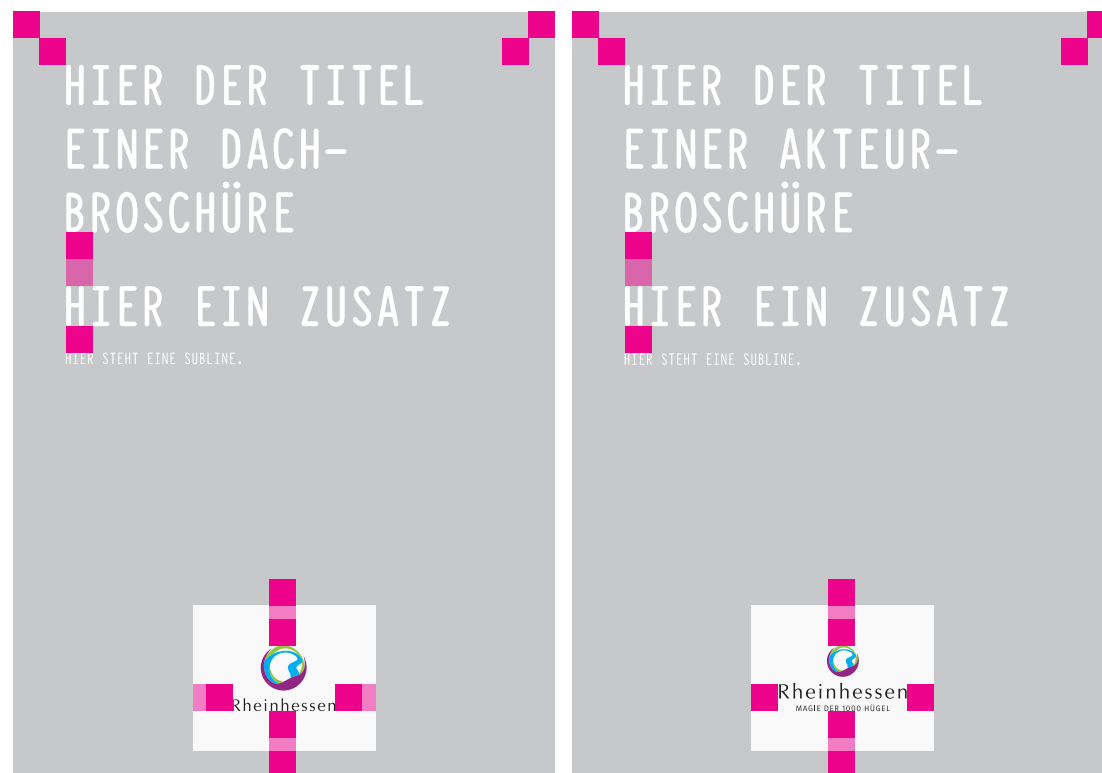 HIER DER TITEL
EINER DACH-
BROSCHÜRE
HIER EIN ZUSATZ
HIER STEHT EINE SUBLINE.
Rheinhessen
HIER DER TITEL
EINER AKTEUR-
BROSCHÜRE
HIER EIN ZUSATZ
HIER STEHT EINE SUBLINE.
Rheinhessen
MAGIE DER 1000 HÜGEL